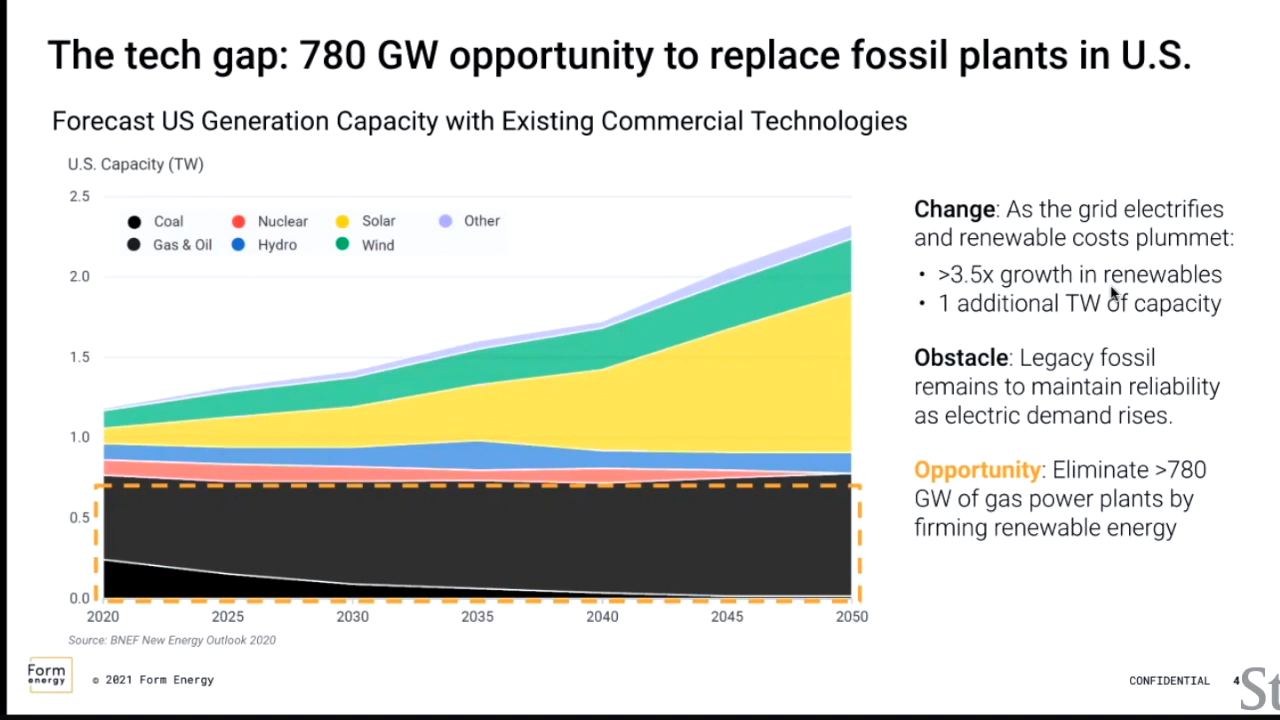 The tech gap: 780 GW opportunity to replace fossil plants in U.S.
Forecast US Generation Capacity with Existing Commercial Technologies
U.S. Capacity (TW)
2.5
2.0
1.5
1.0
0.5
0.0
Coal Nuclear Solar Other
Gas & Oil Hydro Wind
2020 2025 2030 2035 2040 2045 2050
Source: BNEF New Energy Outlook 2020
Change: As the grid electrifies
and renewable costs plummet:
• >3.5x growth in renewables
• 1 additional TW of capacity
Obstacle: Legacy fossil
remains to maintain reliability
as electric demand rises.
Opportunity: Eliminate >780
GW of gas power plants by
firming renewable energy
Form
energy
© 2021 Form Energy
CONFIDENTIAL 4
St